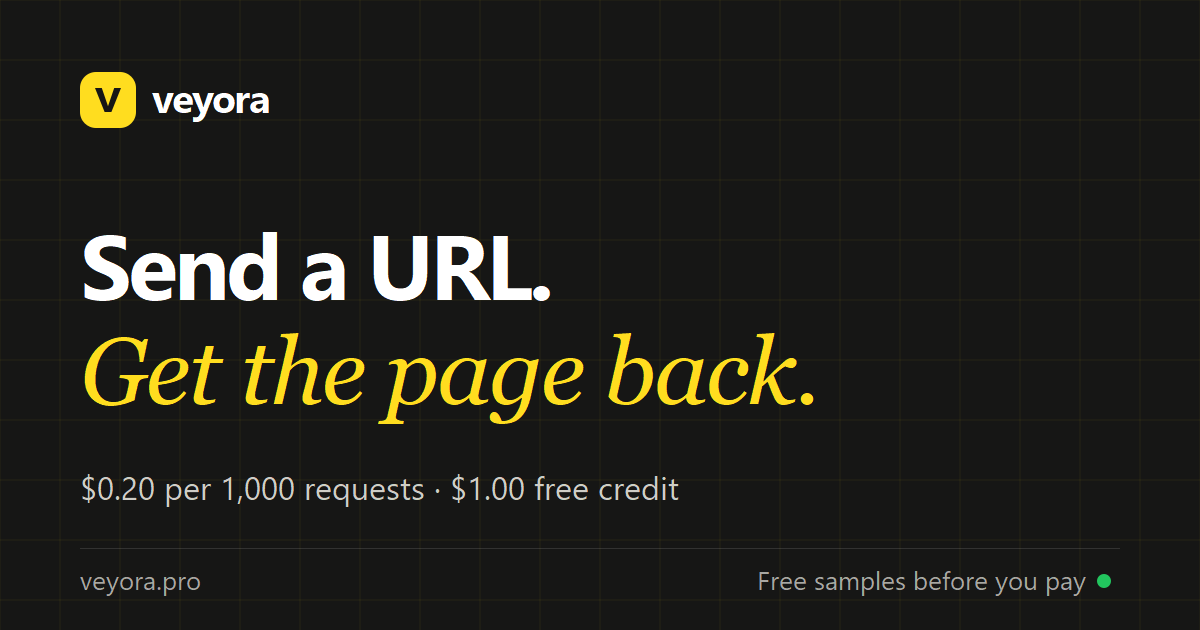 V veyora
Send a URL.
Get the page back.
$0.20 per 1,000 requests · $1.00 free credit
veyora.pro
Free samples before you pay